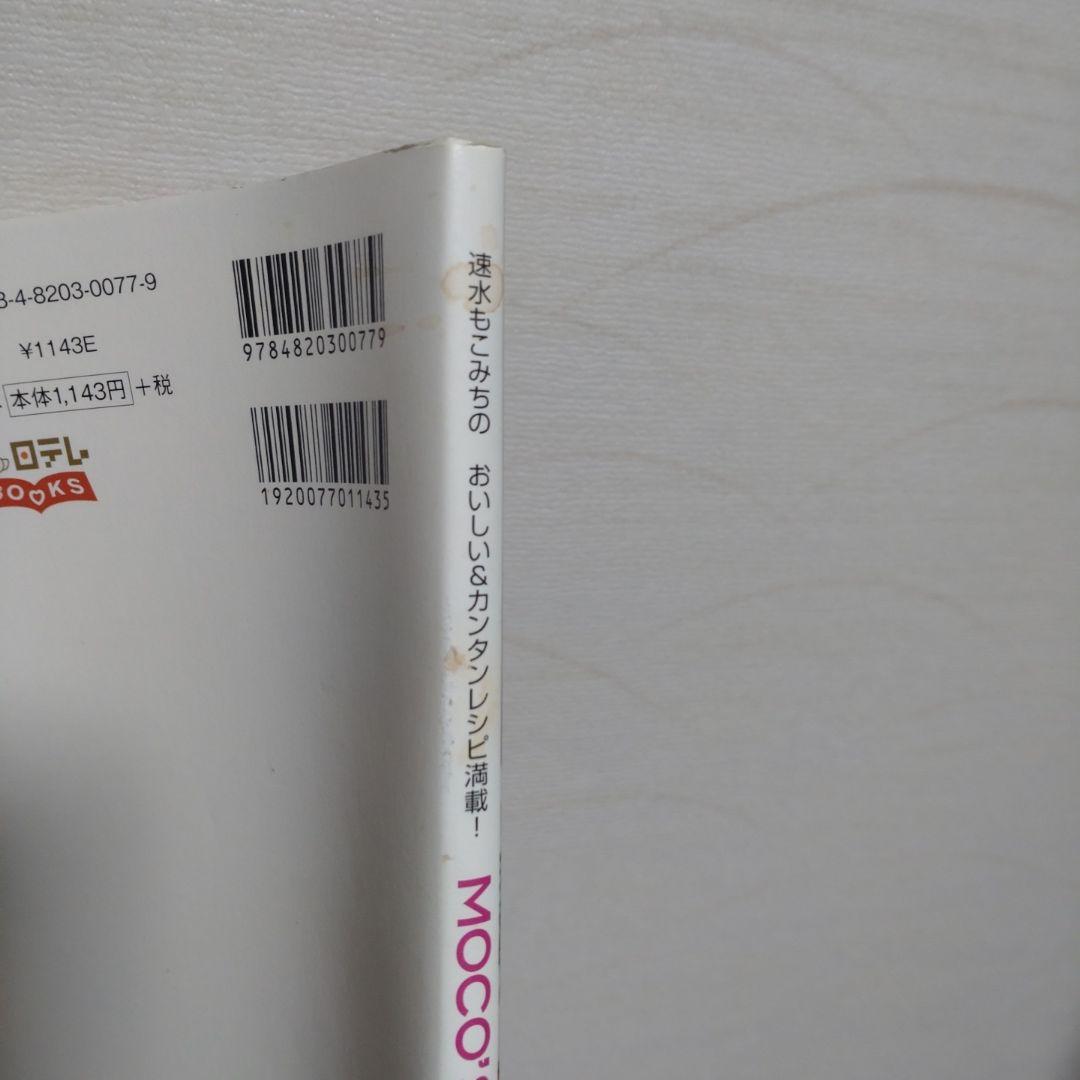 3-4-8203-0077-9
¥1143E
本体1,143円+税
日テレ
BOOKS
9784820300779
1920077011435
速水もこみちの おいしい&カンタンレシピ満載!
MOCO'